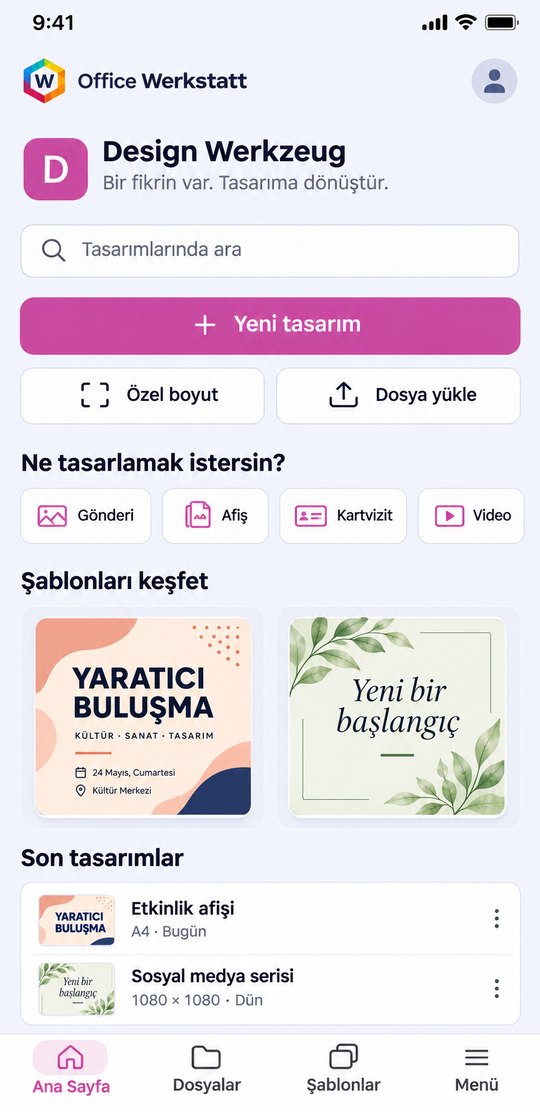 9:41
W
Office Werkstatt
D
Design Werkzeug
Bir fikrin var. Tasarıma dönüştür.
Tasarımlarında ara
+ Yeni tasarım
Özel boyut
Dosya yükle
Ne tasarlamak istersin?
Gönderi
Afiş
Kartvizit
Video
Şablonları keşfet
YARATICI
BULUŞMA
KÜLTÜR · SANAT · TASARIM
24 Mayıs, Cumartesi
Kültür Merkezi
Yeni bir
başlangıç
Son tasarımlar
YARATICI
BULUŞMA
Etkinlik afişi
A4 · Bugün
Yeni bir
başlangıç
Sosyal medya serisi
1080 × 1080 · Dün
Ana Sayfa
Dosyalar
Şablonlar
Menü